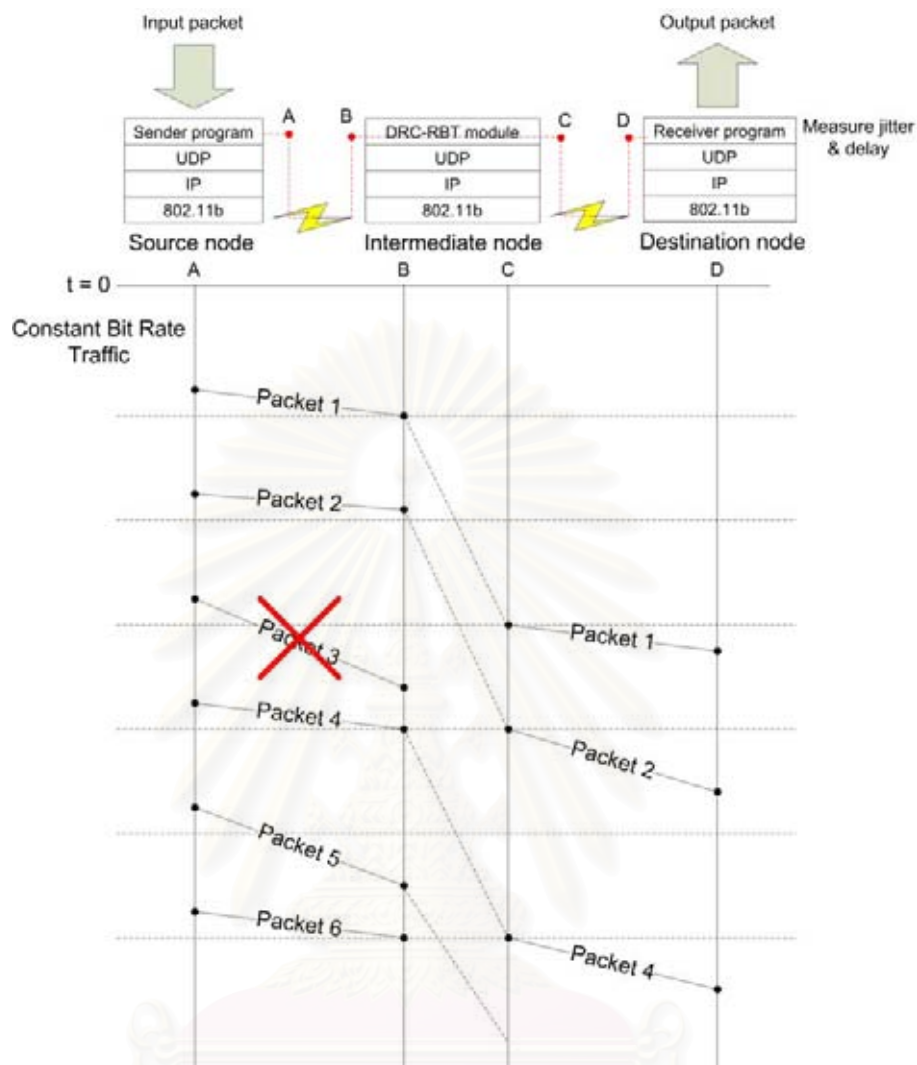 Input packet
Output packet
A
B
C
D
Sender program
UDP
IP
802.11b
Source node
DRC-RBT module
UDP
IP
802.11b
Intermediate node
Receiver program
UDP
IP
802.11b
Destination node
Measure jitter
& delay
A
B
C
D
t = 0
Constant Bit Rate
Traffic
Packet 1
Packet 2
Packet 3
Packet 1
Packet 4
Packet 2
Packet 5
Packet 6
Packet 4